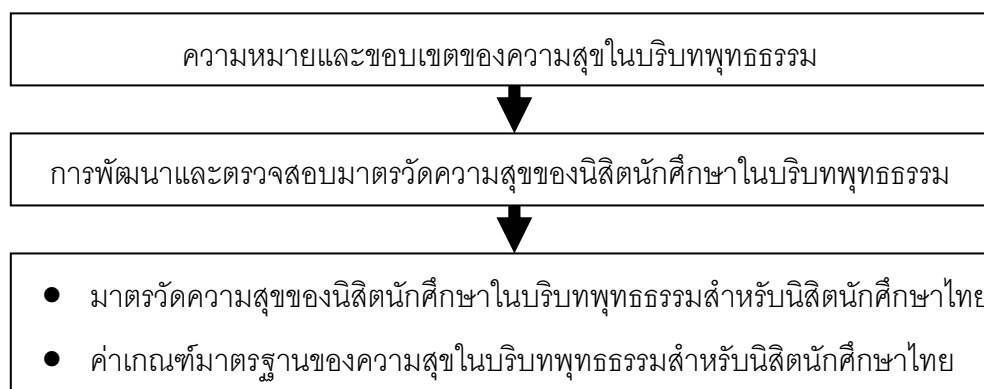 ความหมายและขอบเขตของความสุขในบริบทพุทธธรรม
การพัฒนาและตรวจสอบมาตรวัดความสุขของนิสิตนักศึกษาในบริบทพุทธธรรม
● มาตรวัดความสุขของนิสิตนักศึกษาในบริบทพุทธธรรมสำหรับนิสิตนักศึกษาไทย
● ค่าเกณฑ์มาตรฐานของความสุขในบริบทพุทธธรรมสำหรับนิสิตนักศึกษาไทย